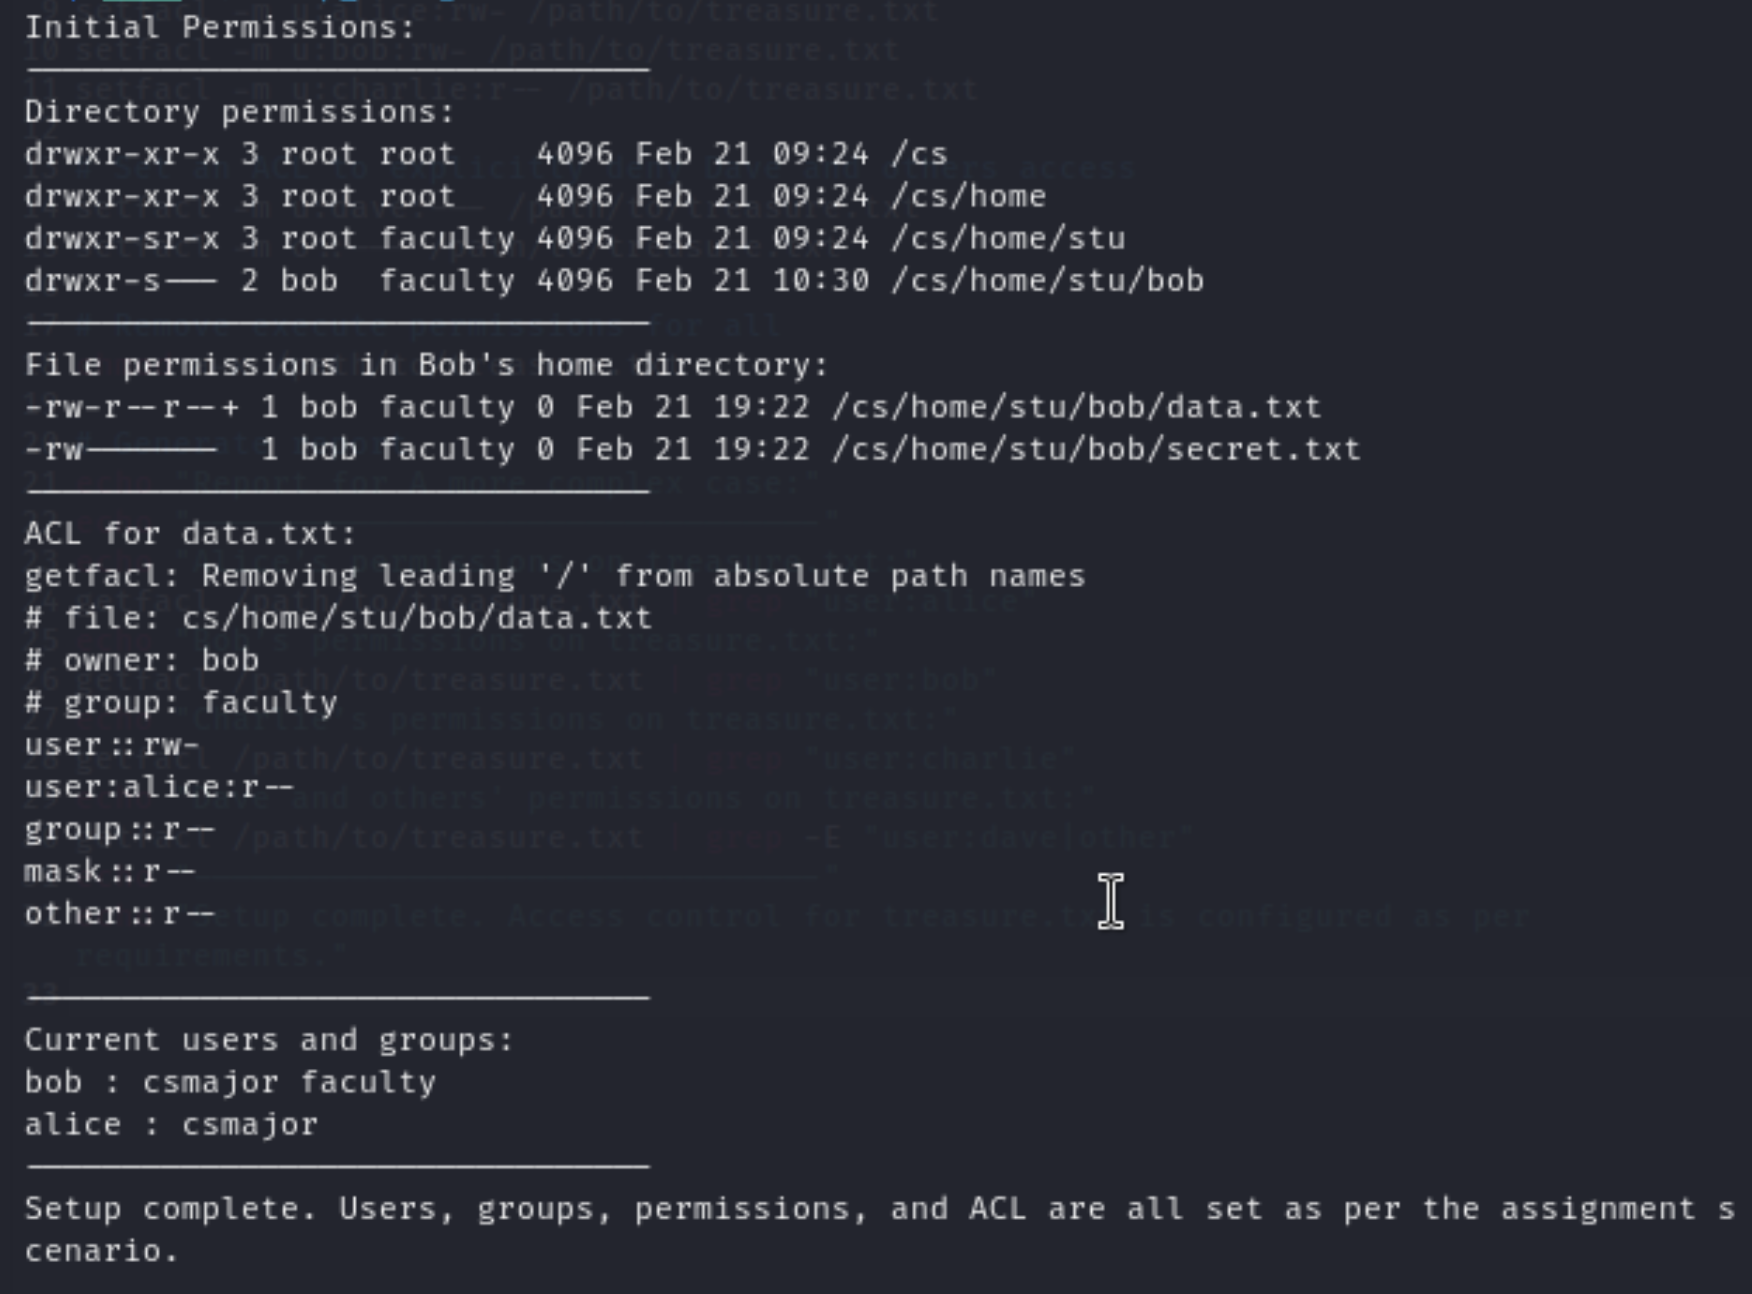 Initial Permissions:
-------------------------------
Directory permissions:
drwxr-xr-x 3 root root    4096 Feb 21 09:24 /cs
drwxr-xr-x 3 root root    4096 Feb 21 09:24 /cs/home
drwxr-sr-x 3 root faculty 4096 Feb 21 09:24 /cs/home/stu
drwxr-s--- 2 bob  faculty 4096 Feb 21 10:30 /cs/home/stu/bob
-------------------------------
File permissions in Bob's home directory:
-rw-r--r--+ 1 bob faculty 0 Feb 21 19:22 /cs/home/stu/bob/data.txt
-rw-------  1 bob faculty 0 Feb 21 19:22 /cs/home/stu/bob/secret.txt
-------------------------------
ACL for data.txt:
getfacl: Removing leading '/' from absolute path names
# file: cs/home/stu/bob/data.txt
# owner: bob
# group: faculty
user::rw-
user:alice:r--
group::r--
mask::r--
other::r--
-------------------------------
Current users and groups:
bob : csmajor faculty
alice : csmajor
-------------------------------
Setup complete. Users, groups, permissions, and ACL are all set as per the assignment s
cenario.